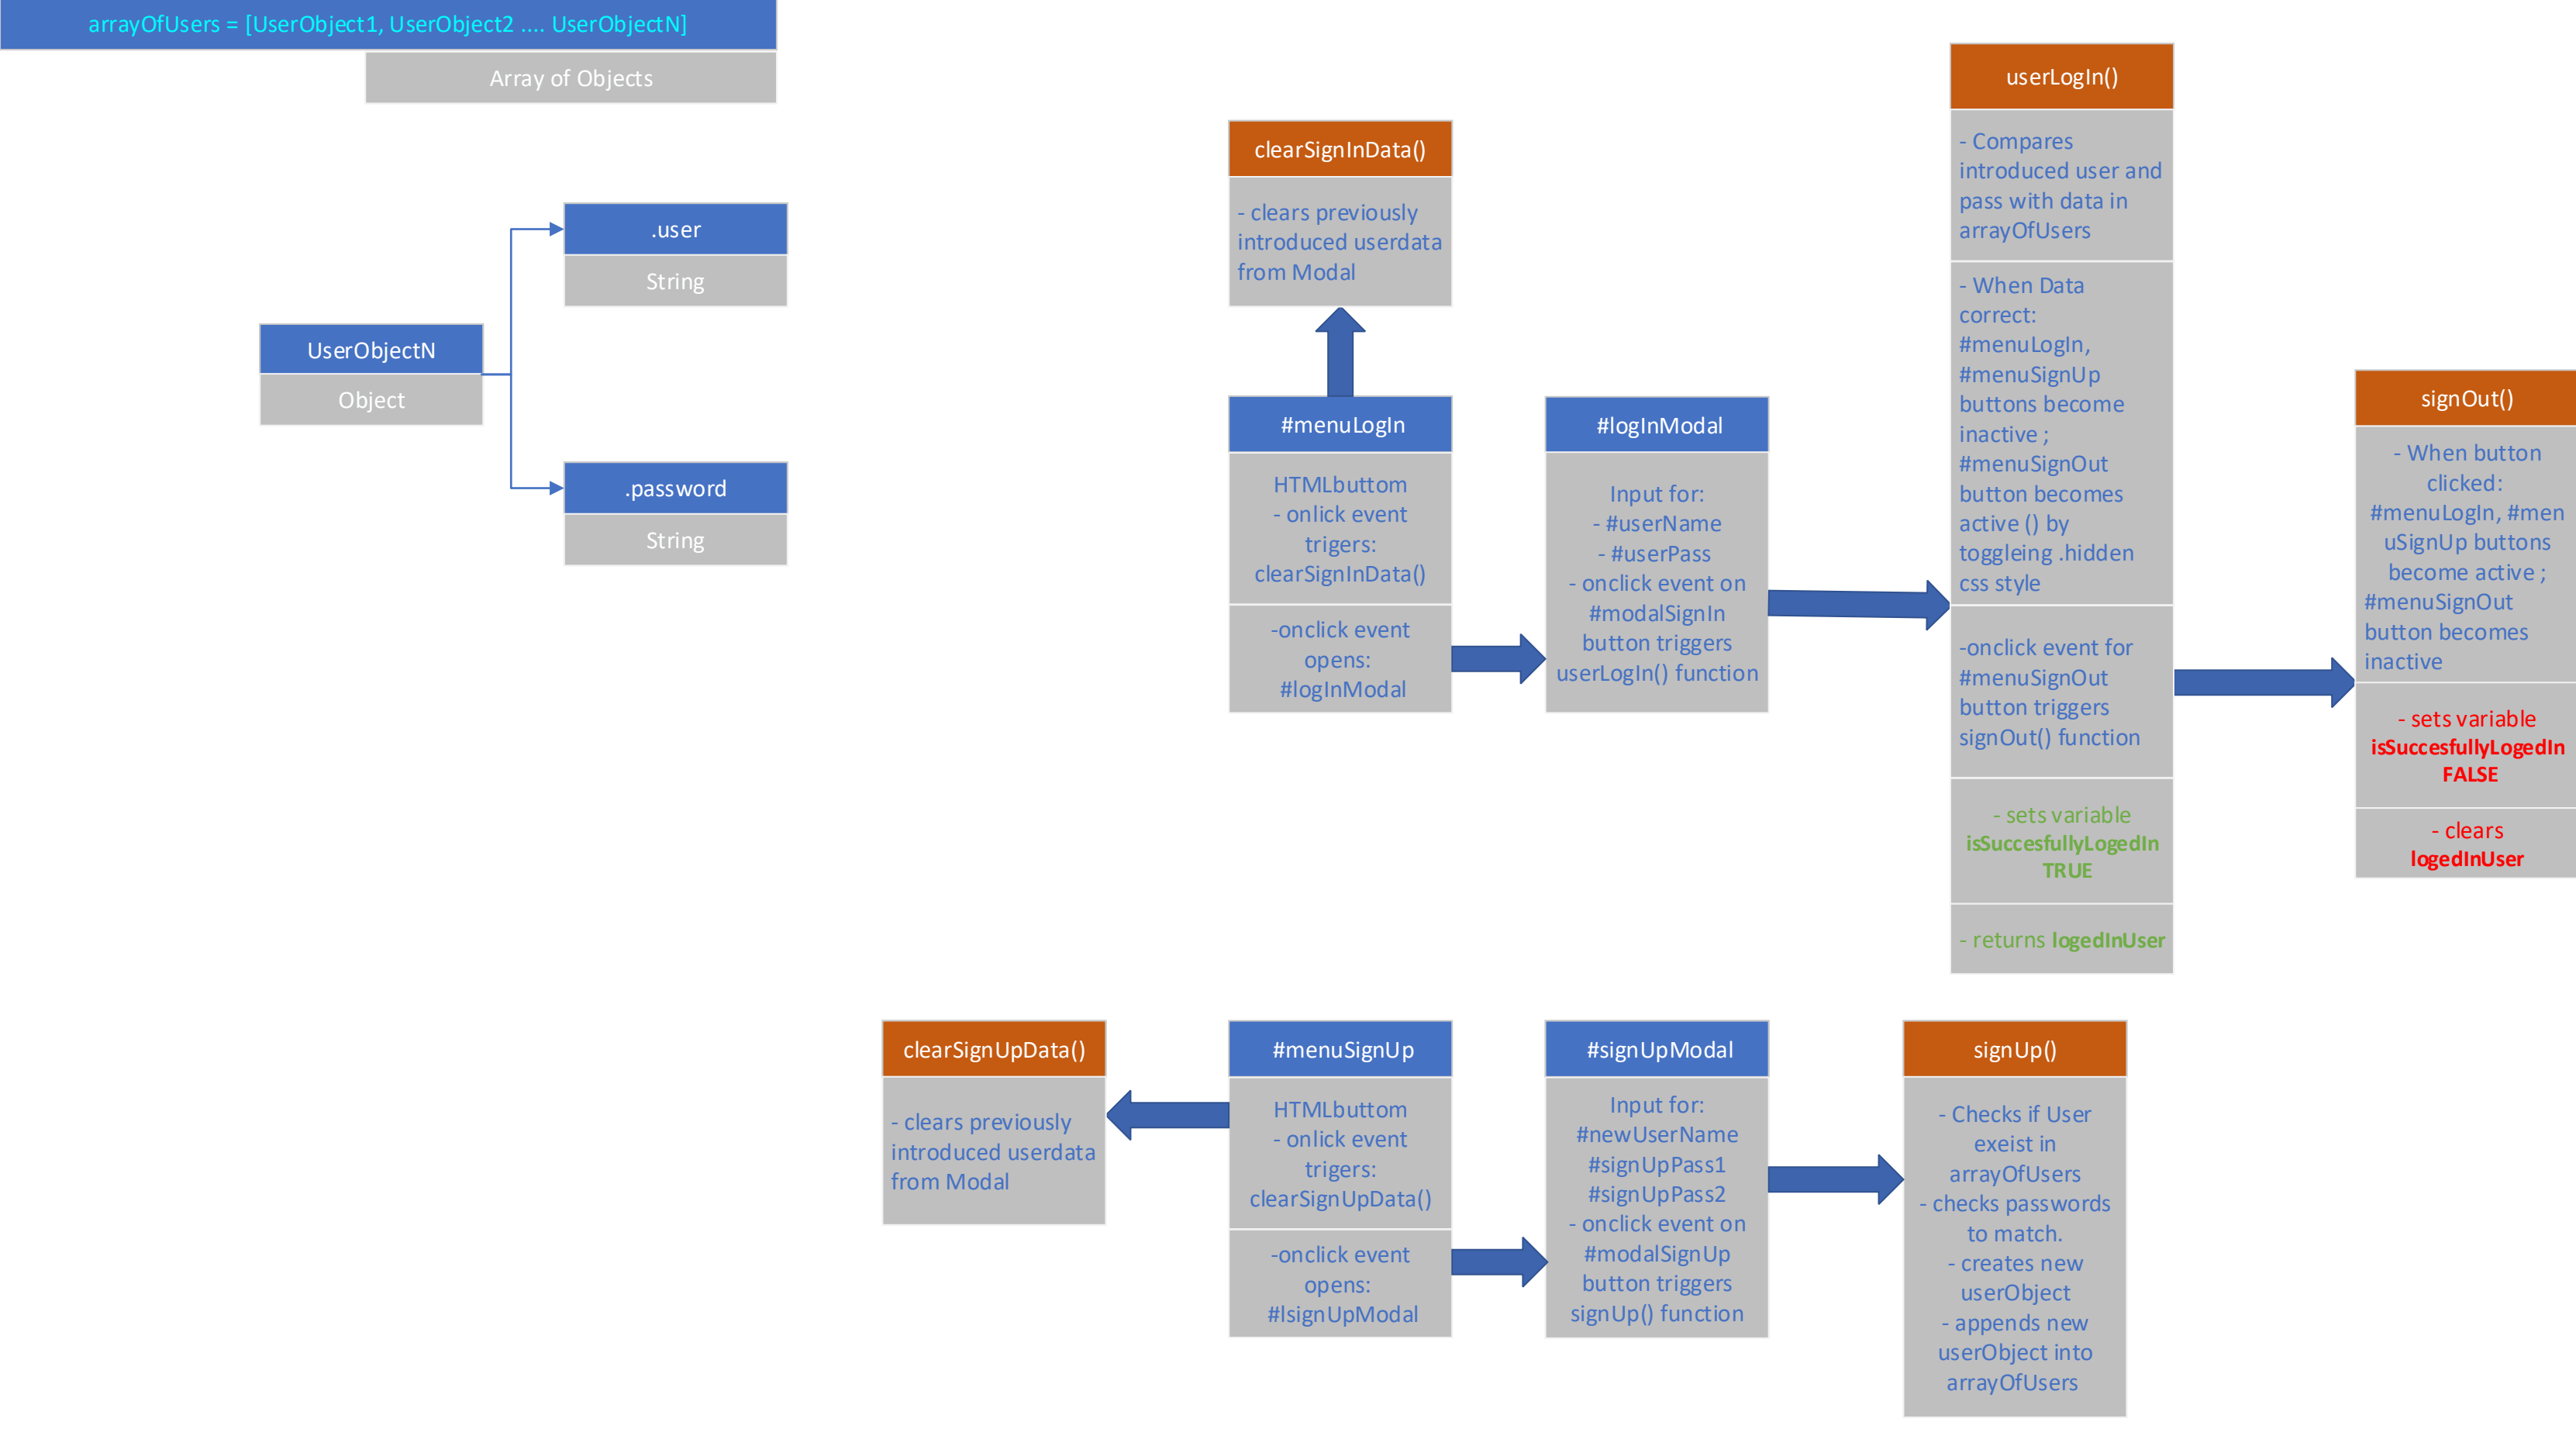 arrayOfUsers = [UserObject1, UserObject2 .... UserObjectN]
Array of Objects
.user
String
UserObjectN
Object
.password
String
clearSignInData()
- clears previously
introduced userdata
from Modal
#menuLogIn
HTMLbuttom
- onlick event
trigers:
clearSignInData()
-onclick event
opens:
#logInModal
#logInModal
Input for:
- #userName
- #userPass
- onclick event on
#modalSignIn
button triggers
userLogIn() function
userLogIn()
- Compares
introduced user and
pass with data in
arrayOfUsers
- When Data
correct:
#menuLogIn,
#menuSignUp
buttons become
inactive ;
#menuSignOut
button becomes
active () by
toggleing .hidden
css style
-onclick event for
#menuSignOut
button triggers
signOut() function
- sets variable
isSuccesfullyLogedIn
TRUE
- returns logedInUser
signOut()
- When button
clicked:
#menuLogIn, #men
uSignUp buttons
become active ;
#menuSignOut
button becomes
inactive
- sets variable
isSuccesfullyLogedIn
FALSE
- clears
logedInUser
clearSignUpData()
- clears previously
introduced userdata
from Modal
#menuSignUp
HTMLbuttom
- onlick event
trigers:
clearSignUpData()
-onclick event
opens:
#lsignUpModal
#signUpModal
Input for:
#newUserName
#signUpPass1
#signUpPass2
- onclick event on
#modalSignUp
button triggers
signUp() function
signUp()
- Checks if User
exeist in
arrayOfUsers
- checks passwords
to match.
- creates new
userObject
- appends new
userObject into
arrayOfUsers